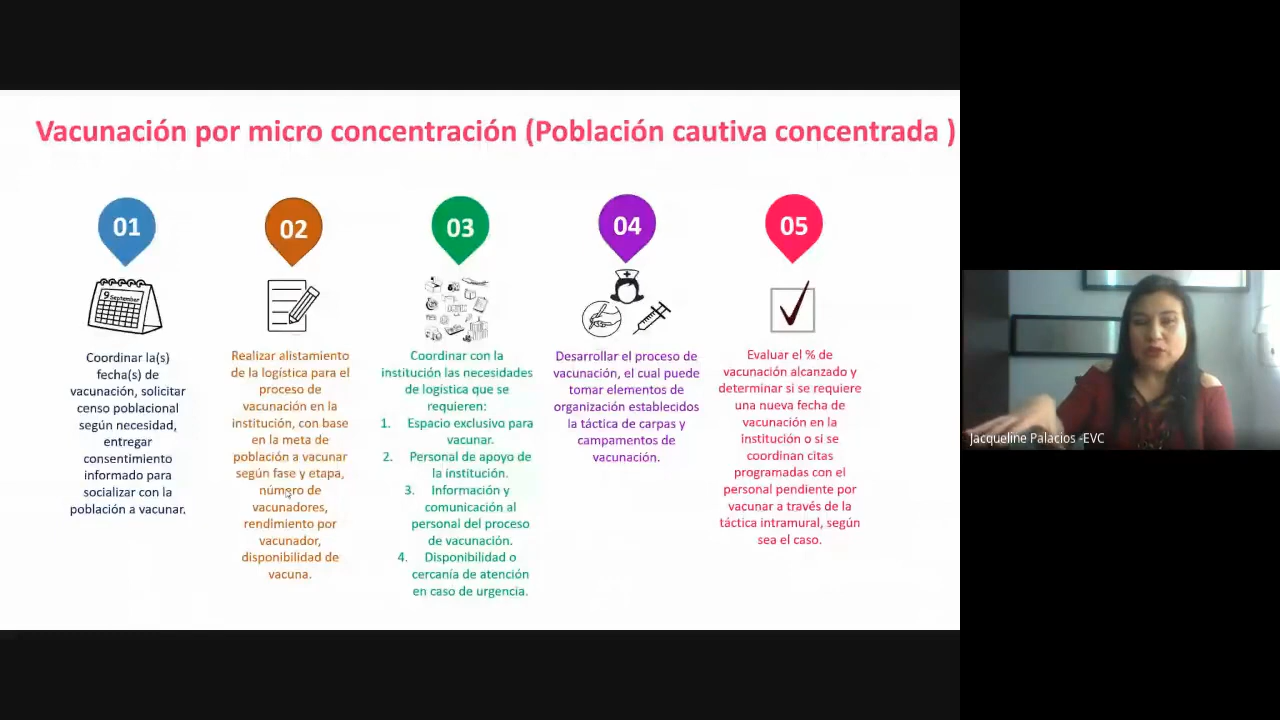 Vacunación por micro concentración (Población cautiva concentrada )
01
9 September
Coordinar la(s)
fecha(s) de
vacunación, solicitar
censo poblacional
según necesidad,
entregar
consentimiento
informado para
socializar con la
población a vacunar.
02
Realizar alistamiento
de la logística para el
proceso de
vacunación en la
institución, con base
en la meta de
población a vacunar
según fase y etapa,
número de
vacunadores,
rendimiento por
vacunador,
disponibilidad de
vacuna.
03
Coordinar con la
institución las necesidades
de logística que se
requieren:
1. Espacio exclusivo para
vacunar.
2. Personal de apoyo de
la institución.
3. Información y
comunicación al
personal del proceso
de vacunación.
4. Disponibilidad o
cercanía de atención
en caso de urgencia.
04
Desarrollar el proceso de
vacunación, el cual puede
tomar elementos de
organización establecidos
la táctica de carpas y
campamentos de
vacunación.
05
Evaluar el % de
vacunación alcanzado y
determinar si se requiere
una nueva fecha de
vacunación en la
institución o si se
coordinan citas
programadas con el
personal pendiente por
vacunar a través de la
táctica intramural, según
sea el caso.
Jacqueline Palacios -EVC